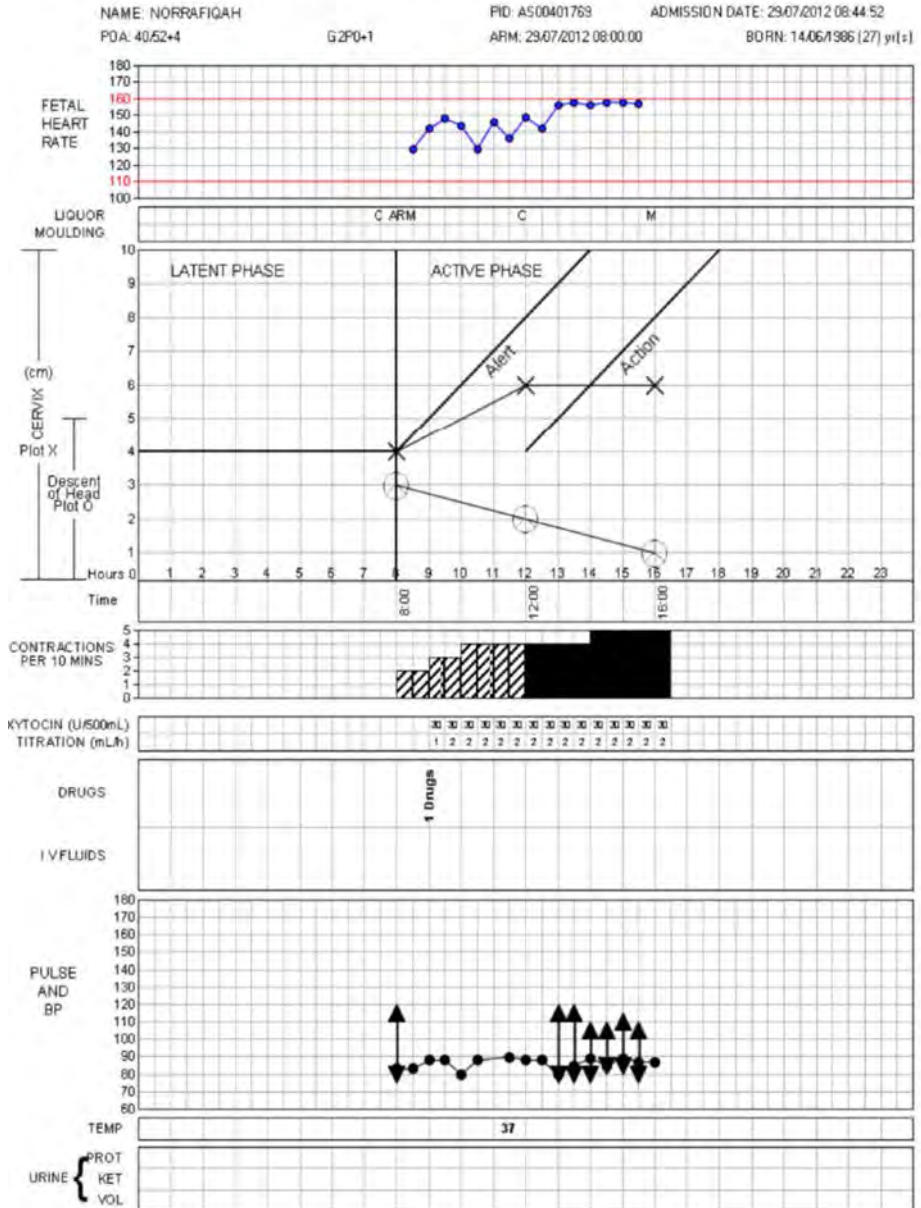 NAME: NORRAFIQAH PID: AS00401769 ADMISSION DATE: 29/07/2012 08:44:52
POA: 40/52+4 G2P0+1 ARM: 29/07/2012 08:00:00 BORN: 14/06/1986 (27) yr(s)
FETAL HEART RATE
180
170
160
150
140
130
120
110
100
LIQUOR C ARM C M
MOULDING
LATENT PHASE ACTIVE PHASE
Alert
Action
10
9
8
7
6
5
4
3
2
1
(cm)
CERVIX
Plot X
Descent
of Head
Plot O
Hours 0 1 2 3 4 5 6 7 8 9 10 11 12 13 14 15 16 17 18 19 20 21 22 23
Time 8:00 12:00 16:00
CONTRACTIONS
PER 10 MINS
5
4
3
2
1
0
XYTOCIN (U/500mL) 30 30 30 30 30 30 30 30 30 30 30 30 30 30 30
TITRATION (mL/h) 1 2 2 2 2 2 2 2 2 2 2 2 2 2 2
DRUGS
1 Drugs
I V FLUIDS
PULSE
AND
BP
180
170
160
150
140
130
120
110
100
90
80
70
60
TEMP 37
URINE {
PROT
KET
VOL